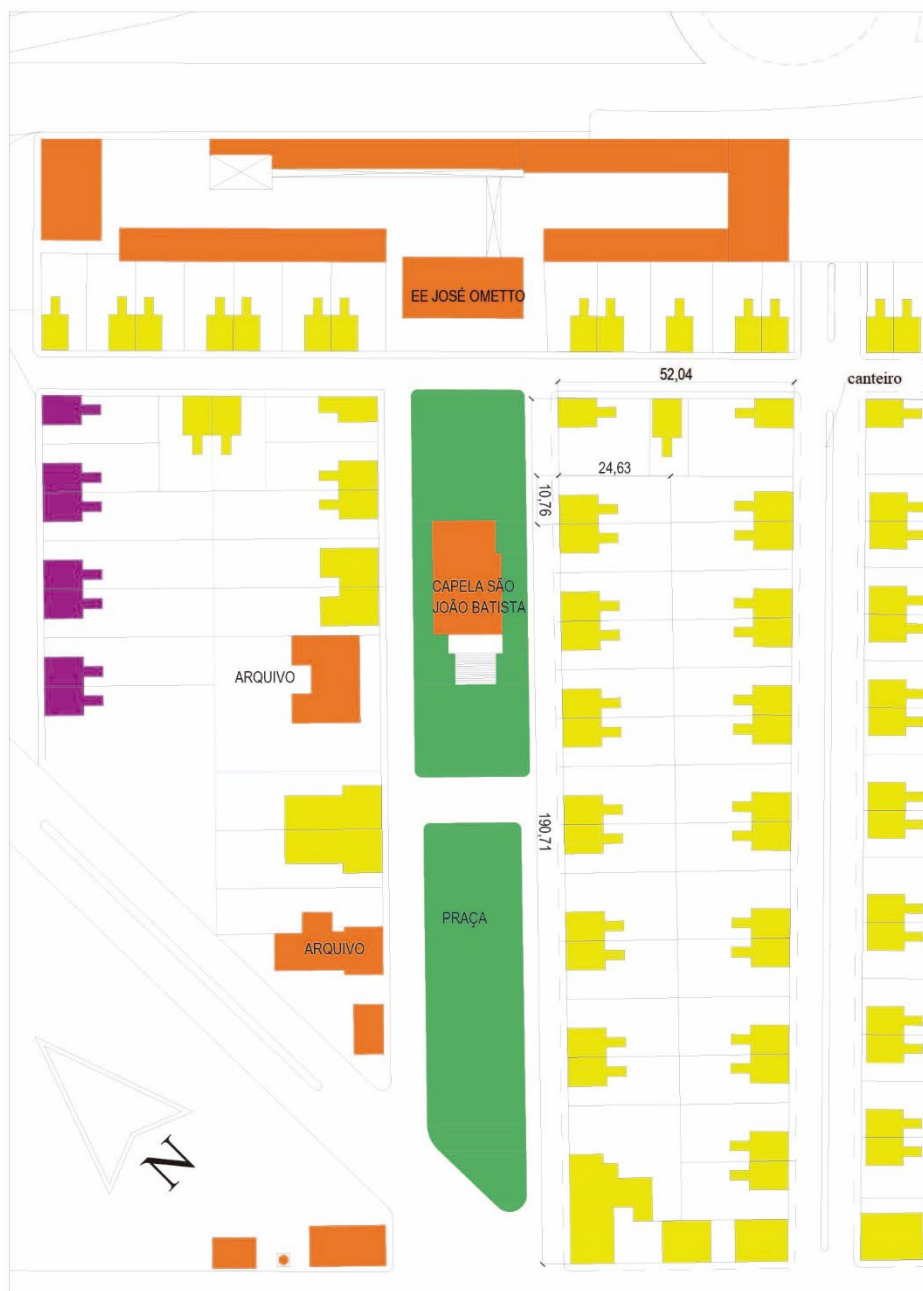 EE JOSÉ OMETTO
52,04
canteiro
24,63
10,76
CAPELA SÃO
JOÃO BATISTA
ARQUIVO
190,71
PRAÇA
ARQUIVO
N